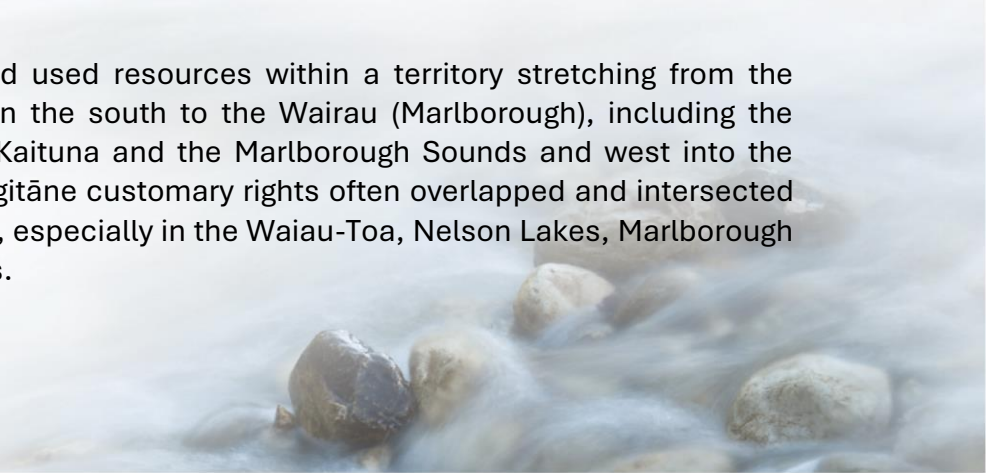 d used resources within a territory stretching from the
n the south to the Wairau (Marlborough), including the
Kaituna and the Marlborough Sounds and west into the
gitāne customary rights often overlapped and intersected
, especially in the Waiau-Toa, Nelson Lakes, Marlborough
s.